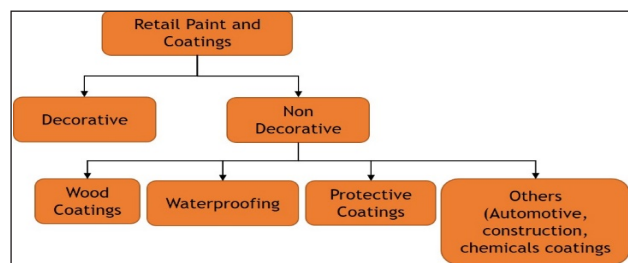 Retail Paint and
Coatings
Decorative
Non
Decorative
Wood
Coatings
Waterproofing
Protective
Coatings
Others
(Automotive,
construction,
chemicals coatings